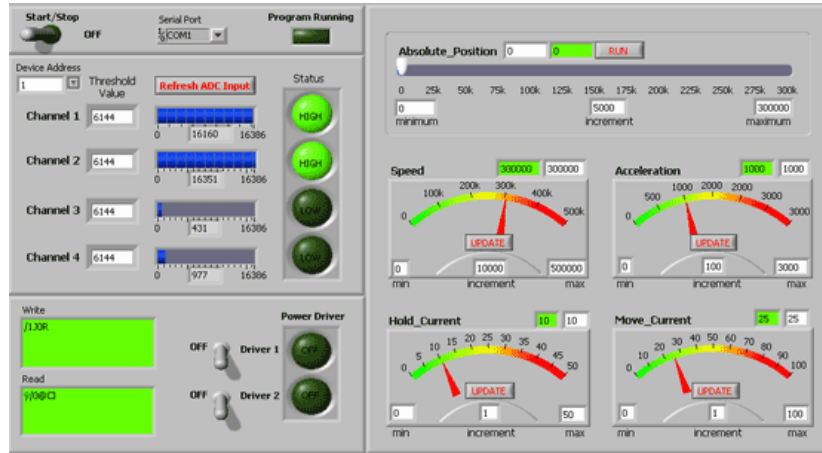 Start/Stop
OFF
Serial Port
COM1
Program Running
Device Address
1
Threshold Value
Refresh ADC Input
Status
Channel 1 6144
0 16160 16386
HIGH
Channel 2 6144
0 16351 16386
HIGH
Channel 3 6144
0 431 16386
LOW
Channel 4 6144
0 977 16386
LOW
Write
/1J0R
Read
OFF Driver 1
OFF Driver 2
Power Driver
OFF
OFF
Absolute_Position 0 0 RUN
0 25k 50k 75k 100k 125k 150k 175k 200k 225k 250k 275k 300k
0 5000 300000
minimum increment maximum
Speed 300000 300000
0 100k 200k 300k 400k 500k
UPDATE
0 10000 500000
min increment max
Acceleration 1000 1000
0 500 1000 2000 2000 3000 3000
UPDATE
0 100 3000
min increment max
Hold_Current 10 10
0 5 10 15 20 25 30 35 40 45 50
UPDATE
0 1 50
min increment max
Move_Current 25 25
0 10 20 30 40 50 60 70 80 90 100
UPDATE
0 1 100
min increment max